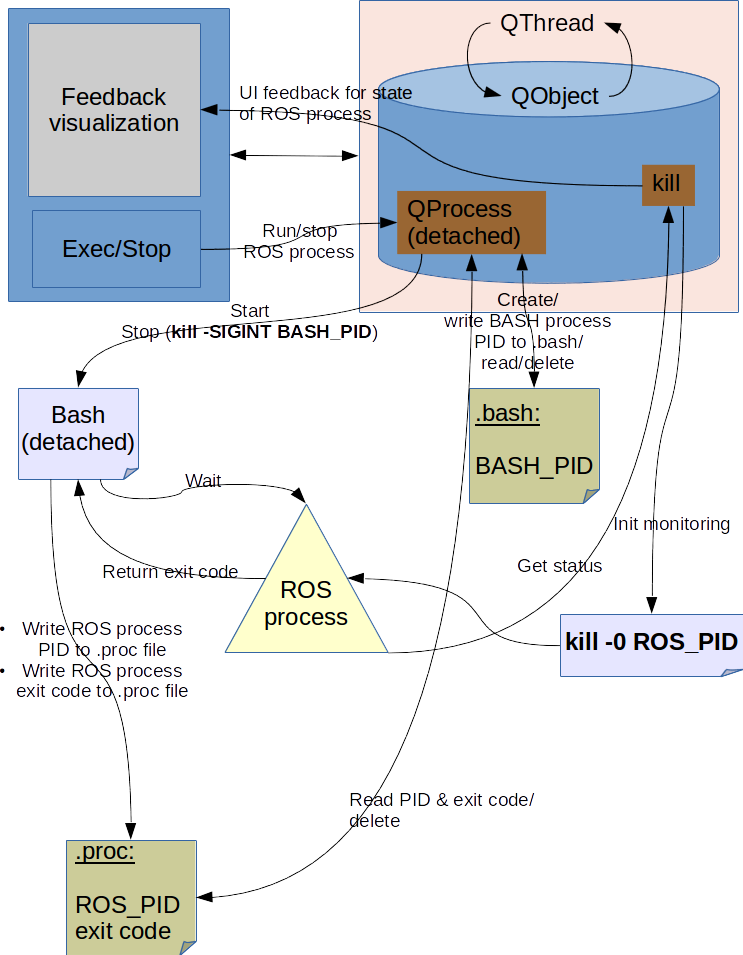 QThread
QObject
Feedback
visualization
UI feedback for state
of ROS process
kill
QProcess
(detached)
Exec/Stop
Run/stop
ROS process
Start
Stop (kill -SIGINT BASH_PID)
Create/
write BASH process
PID to .bash/
read/delete
Bash
(detached)
.bash:
BASH_PID
Wait
Init monitoring
Return exit code
Get status
ROS
process
kill -0 ROS_PID
• Write ROS process
PID to .proc file
• Write ROS process
exit code to .proc file
Read PID & exit code/
delete
.proc:
ROS_PID
exit code